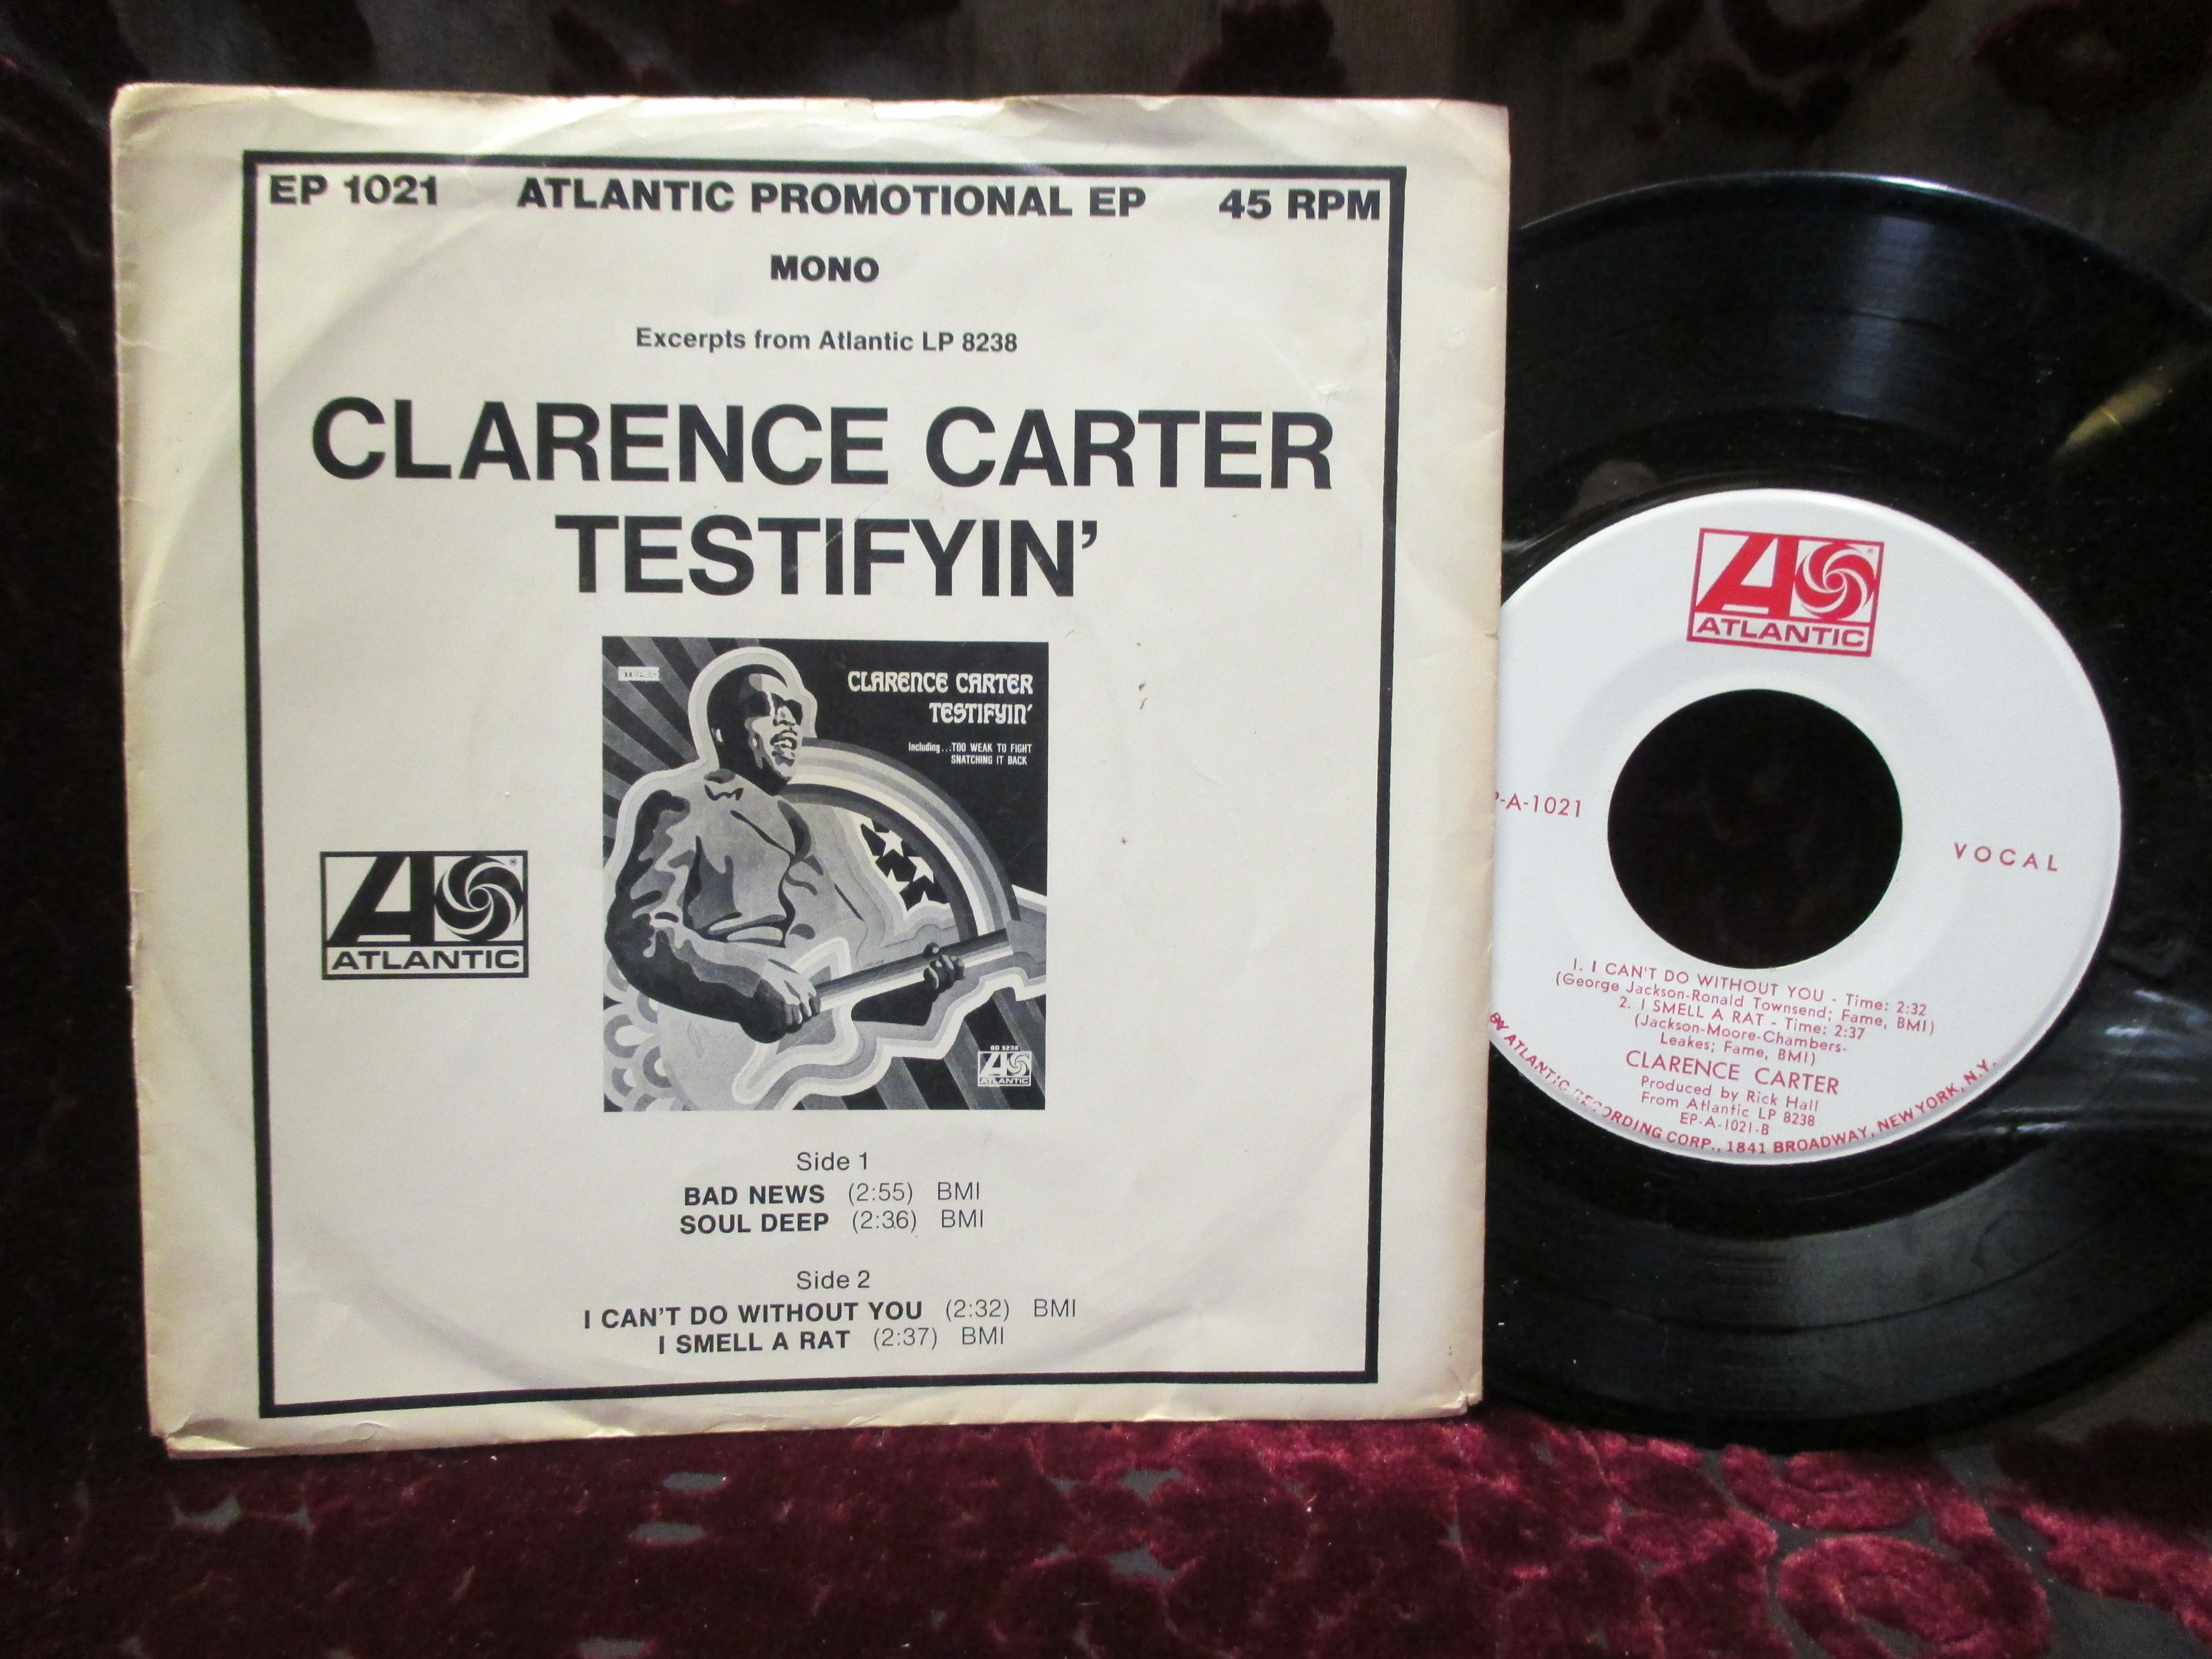 EP 1021 ATLANTIC PROMOTIONAL EP 45 RPM
MONO
Excerpts from Atlantic LP 8238
CLARENCE CARTER
TESTIFYIN’
STEREO
CLARENCE CARTER
TESTIFYIN’
Including...TOO WEAK TO FIGHT
SNATCHING IT BACK
SD 8238
ATLANTIC
ATLANTIC
Side 1
BAD NEWS (2:55) BMI
SOUL DEEP (2:36) BMI
Side 2
I CAN’T DO WITHOUT YOU (2:32) BMI
I SMELL A RAT (2:37) BMI
ATLANTIC
-A-1021
VOCAL
1. I CAN'T DO WITHOUT YOU - Time: 2:32
(George Jackson-Ronald Townsend; Fame, BMI)
2. I SMELL A RAT - Time: 2:37
(Jackson-Moore-Chambers-
Leakes; Fame, BMI)
CLARENCE CARTER
Produced by Rick Hall
From Atlantic LP 8238
EP-A-1021-B
BY ATLANTIC RECORDING CORP., 1841 BROADWAY, NEW YORK, N.Y.